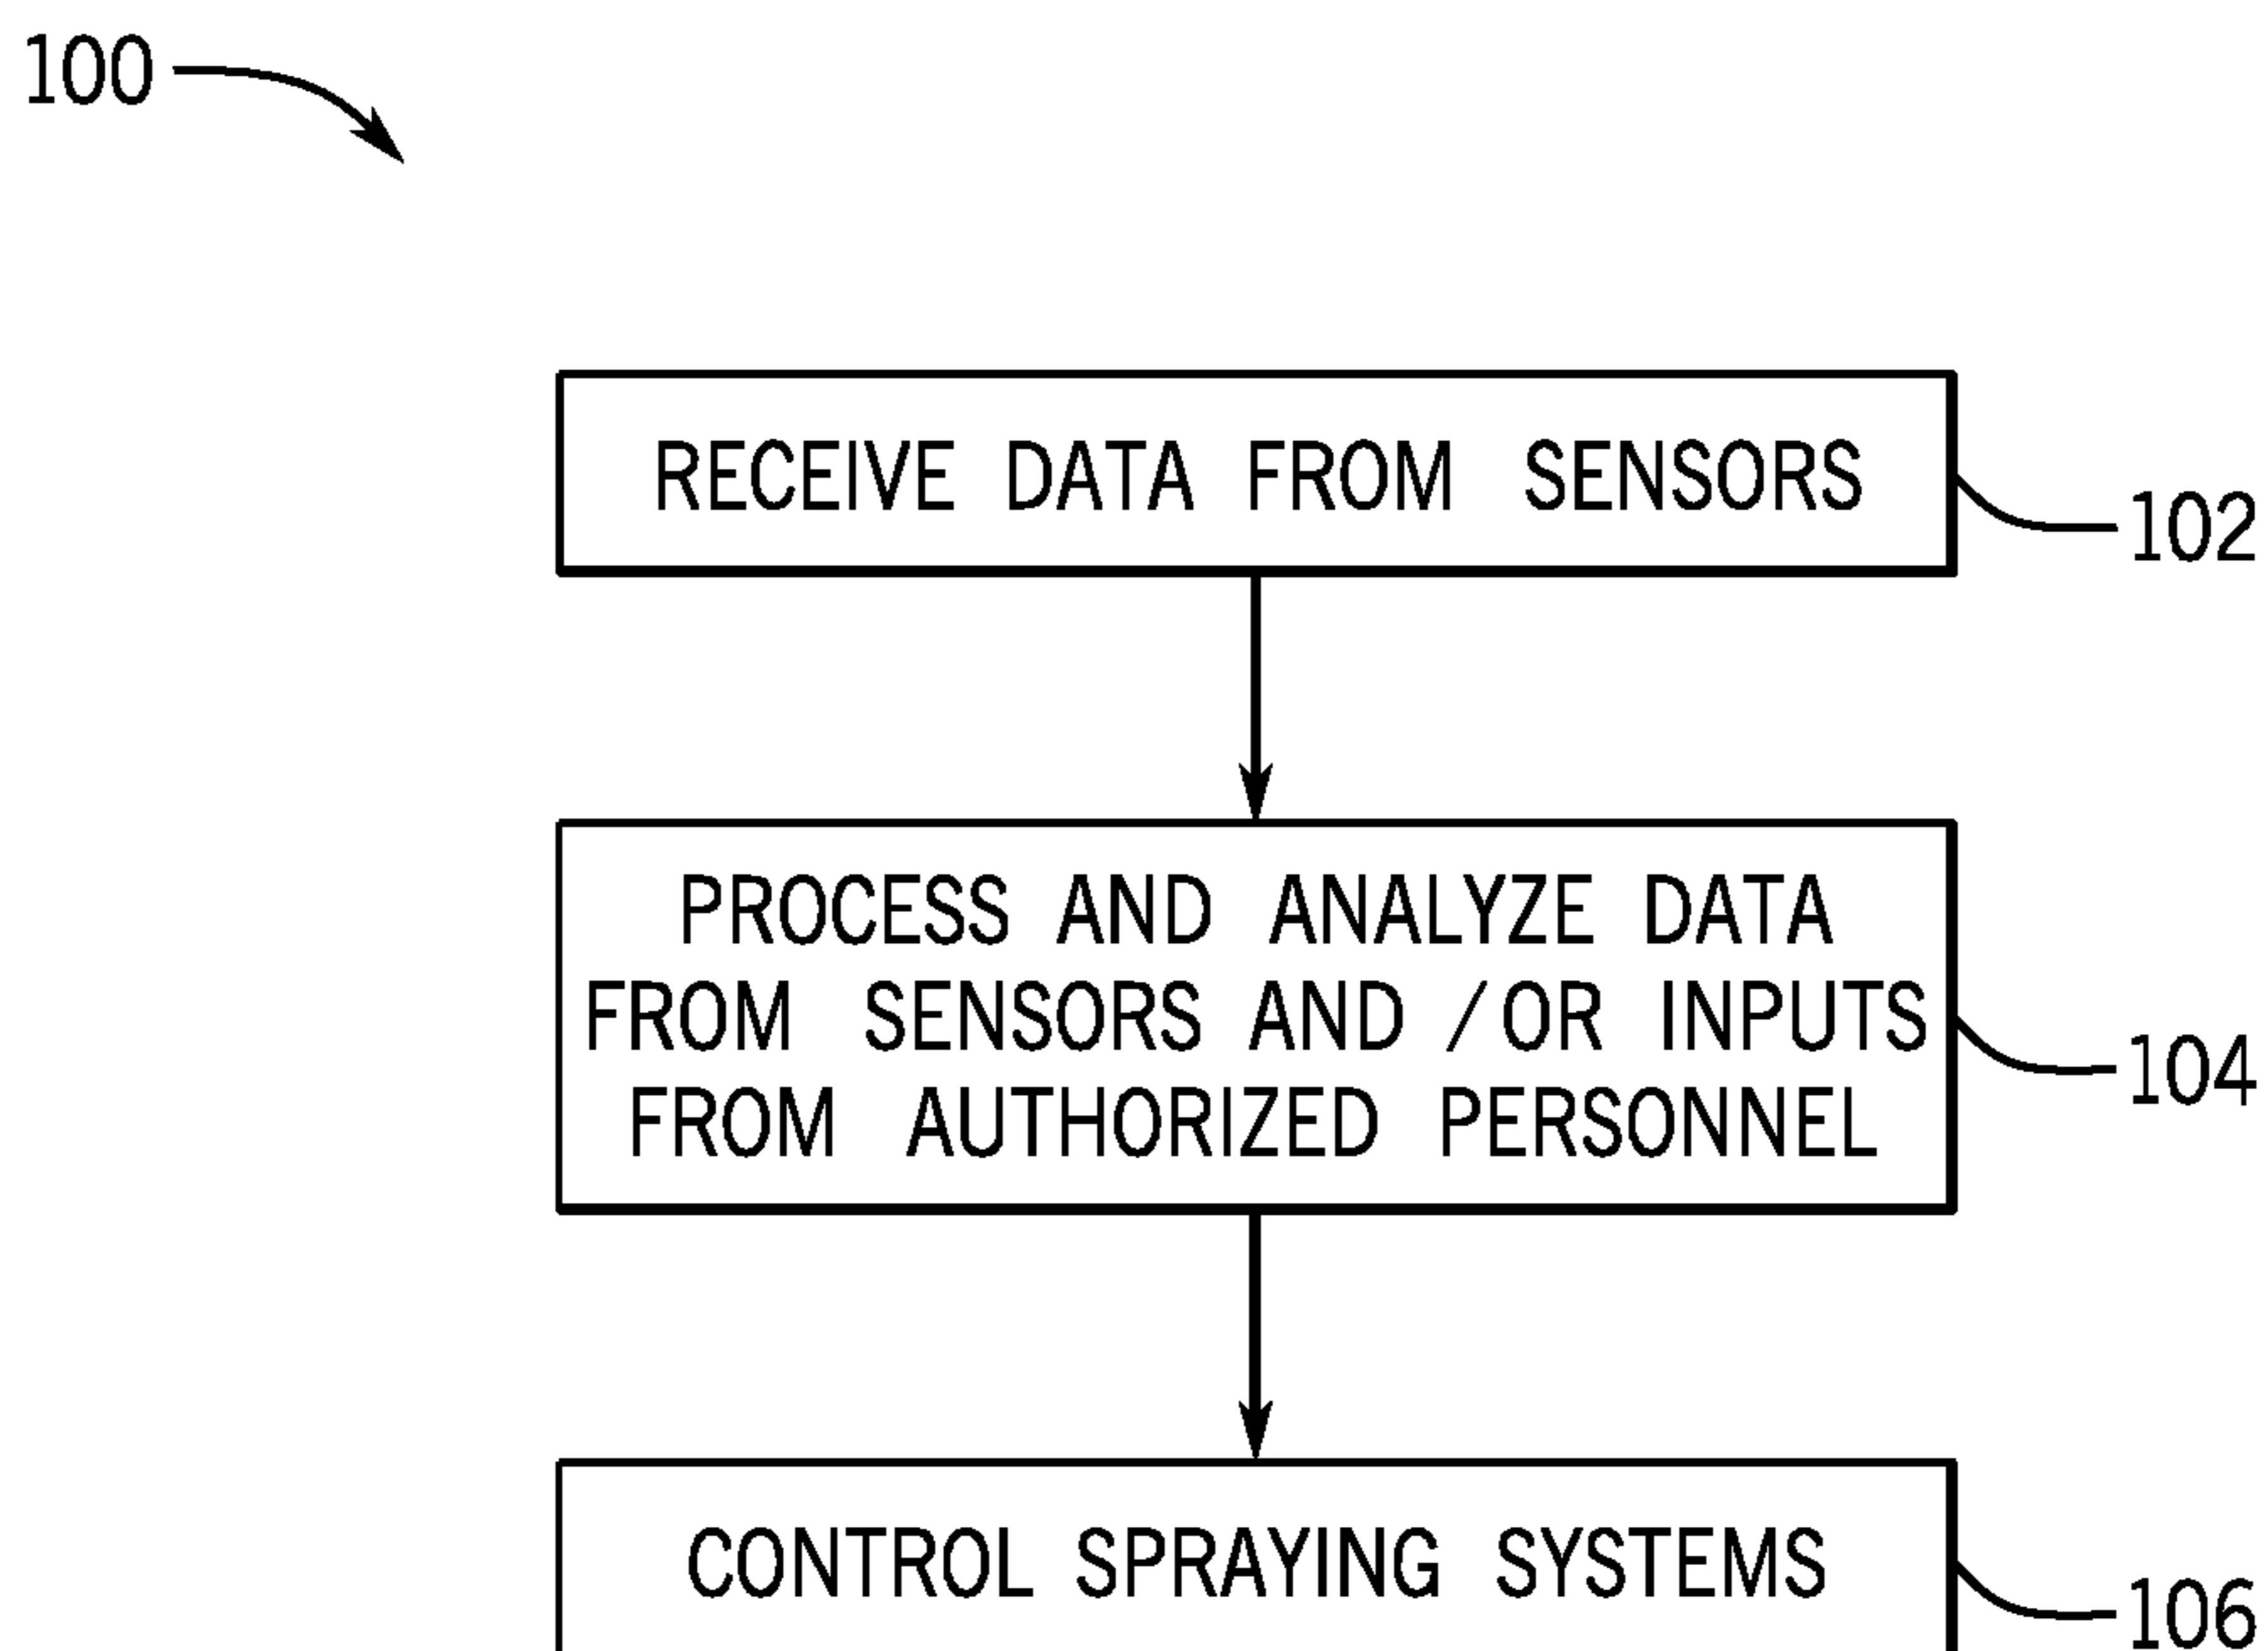 100
RECEIVE DATA FROM SENSORS
102
PROCESS AND ANALYZE DATA
FROM SENSORS AND /OR INPUTS
FROM AUTHORIZED PERSONNEL
104
CONTROL SPRAYING SYSTEMS
106